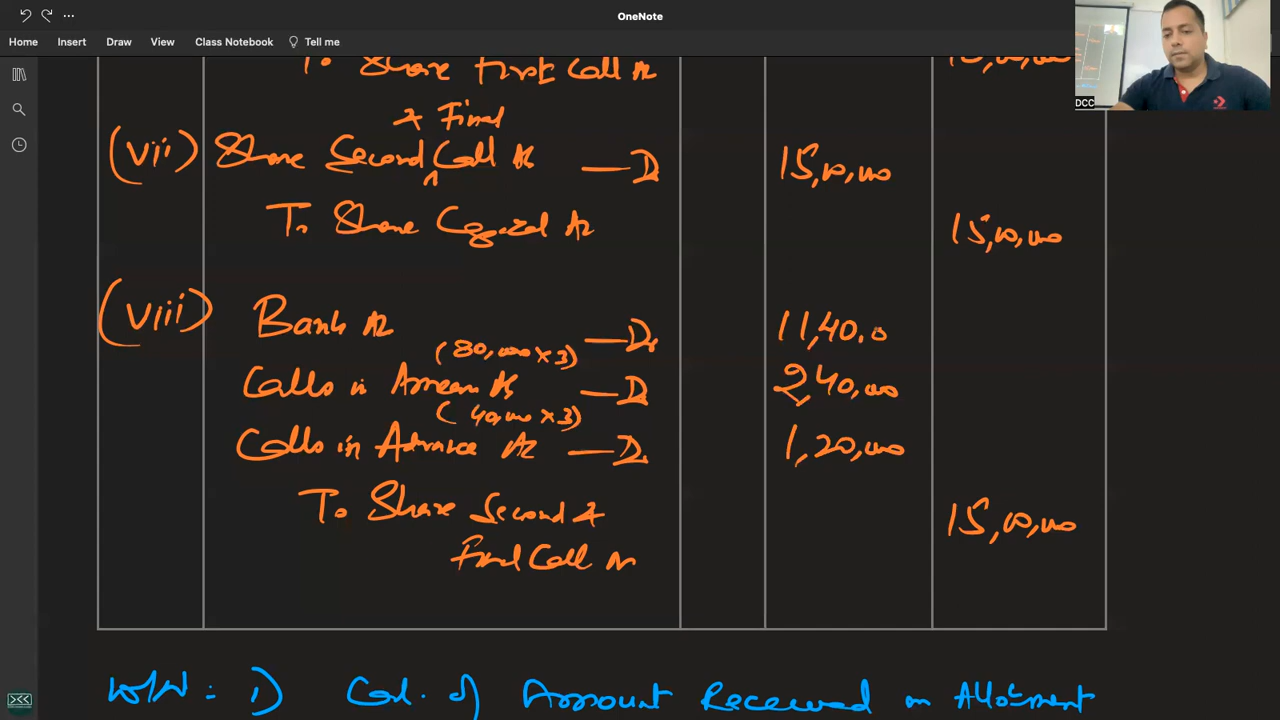 OneNote
Home Insert Draw View Class Notebook Tell me
DCC
To Share First Call A/c
& Final
(vii) Share Second ^ Call A/c — Dr 15,00,000
To Share Capital A/c 15,00,000
(viii) Bank A/c — Dr. 11,40,0
(80,000 × 3)
Calls in Arrears A/c — Dr 2,40,000
(40,000 × 3)
Calls in Advance A/c — Dr. 1,20,000
To Share Second & 15,00,000
Final Call A/c
W/N : 1) Cal. of Amount Received on Allotment
DCC